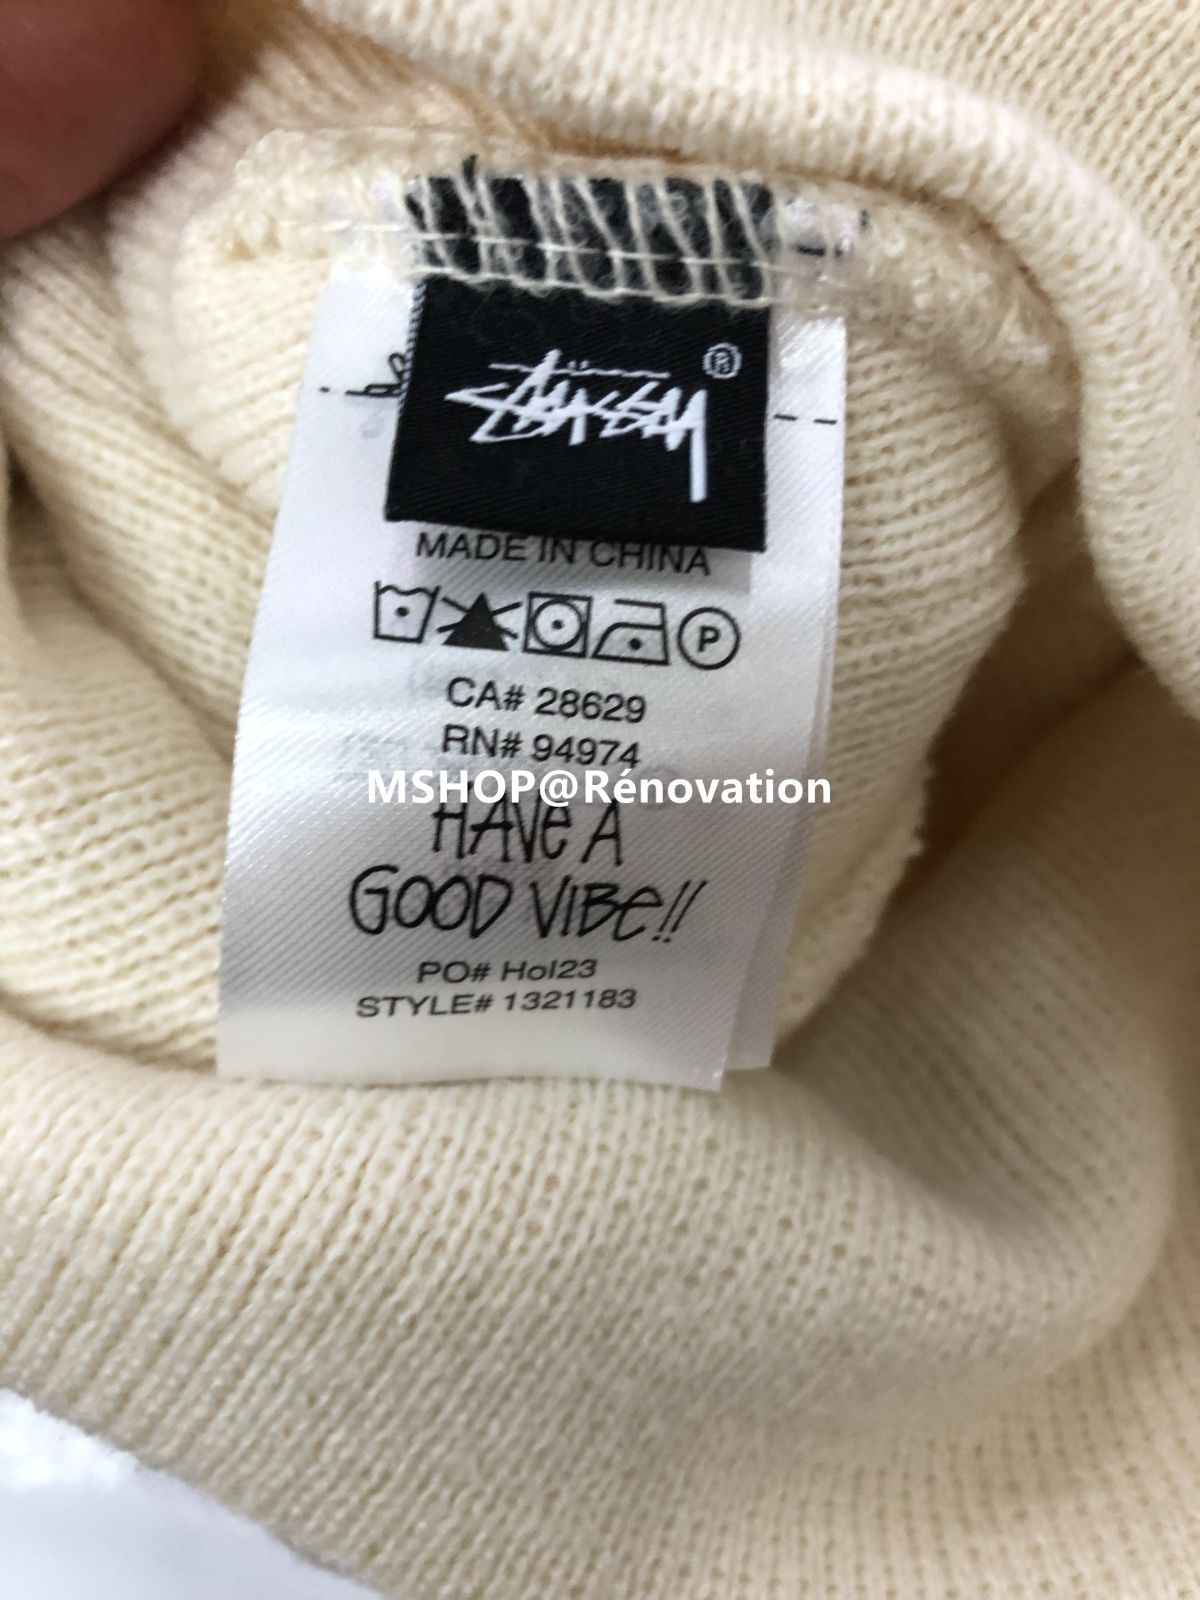 Stüssy ®
MADE IN CHINA
P
CA# 28629
RN# 94974
MSHOP@Rénovation
HAVE A
GOOD VIBE!!
PO# Hol23
STYLE# 1321183